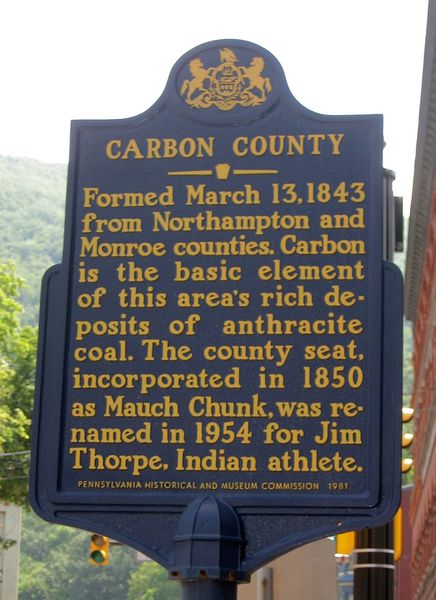 CARBON COUNTY
Formed March 13, 1843
from Northampton and
Monroe counties. Carbon
is the basic element
of this area's rich de-
posits of anthracite
coal. The county seat,
incorporated in 1850
as Mauch Chunk, was re-
named in 1954 for Jim
Thorpe, Indian athlete.
PENNSYLVANIA HISTORICAL AND MUSEUM COMMISSION 1981